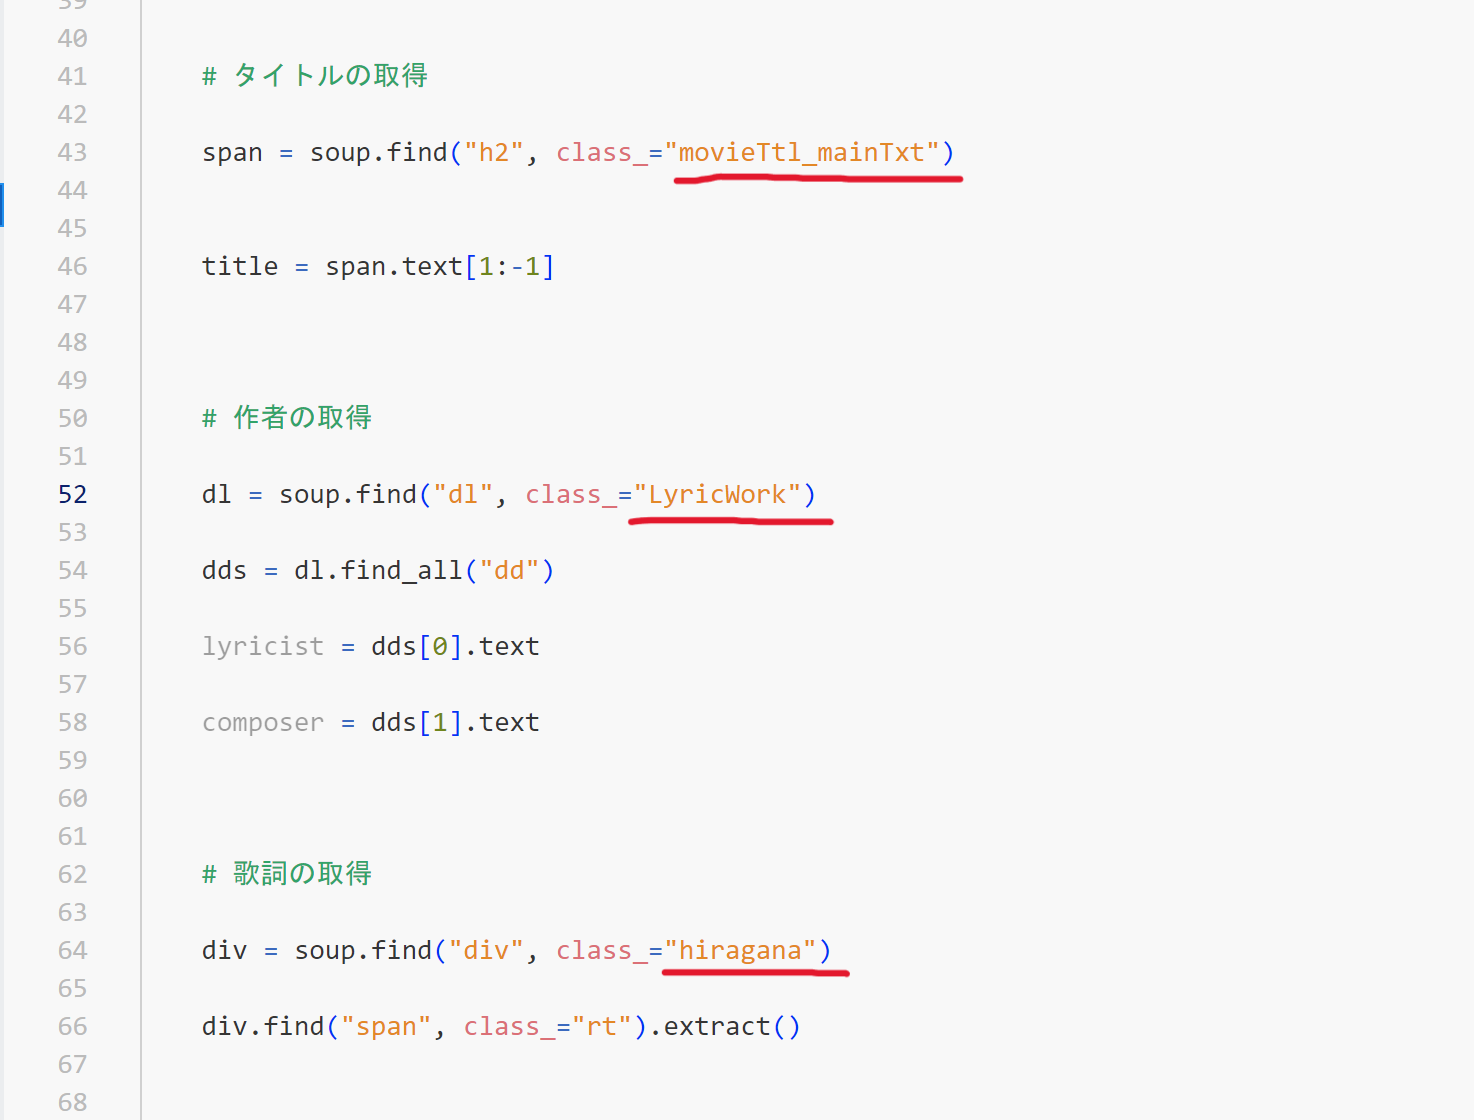 39
40
41 # タイトルの取得
42
43 span = soup.find("h2", class_="movieTtl_mainTxt")
44
45
46 title = span.text[1:-1]
47
48
49
50 # 作者の取得
51
52 dl = soup.find("dl", class_="LyricWork")
53
54 dds = dl.find_all("dd")
55
56 lyricist = dds[0].text
57
58 composer = dds[1].text
59
60
61
62 # 歌詞の取得
63
64 div = soup.find("div", class_="hiragana")
65
66 div.find("span", class_="rt").extract()
67
68